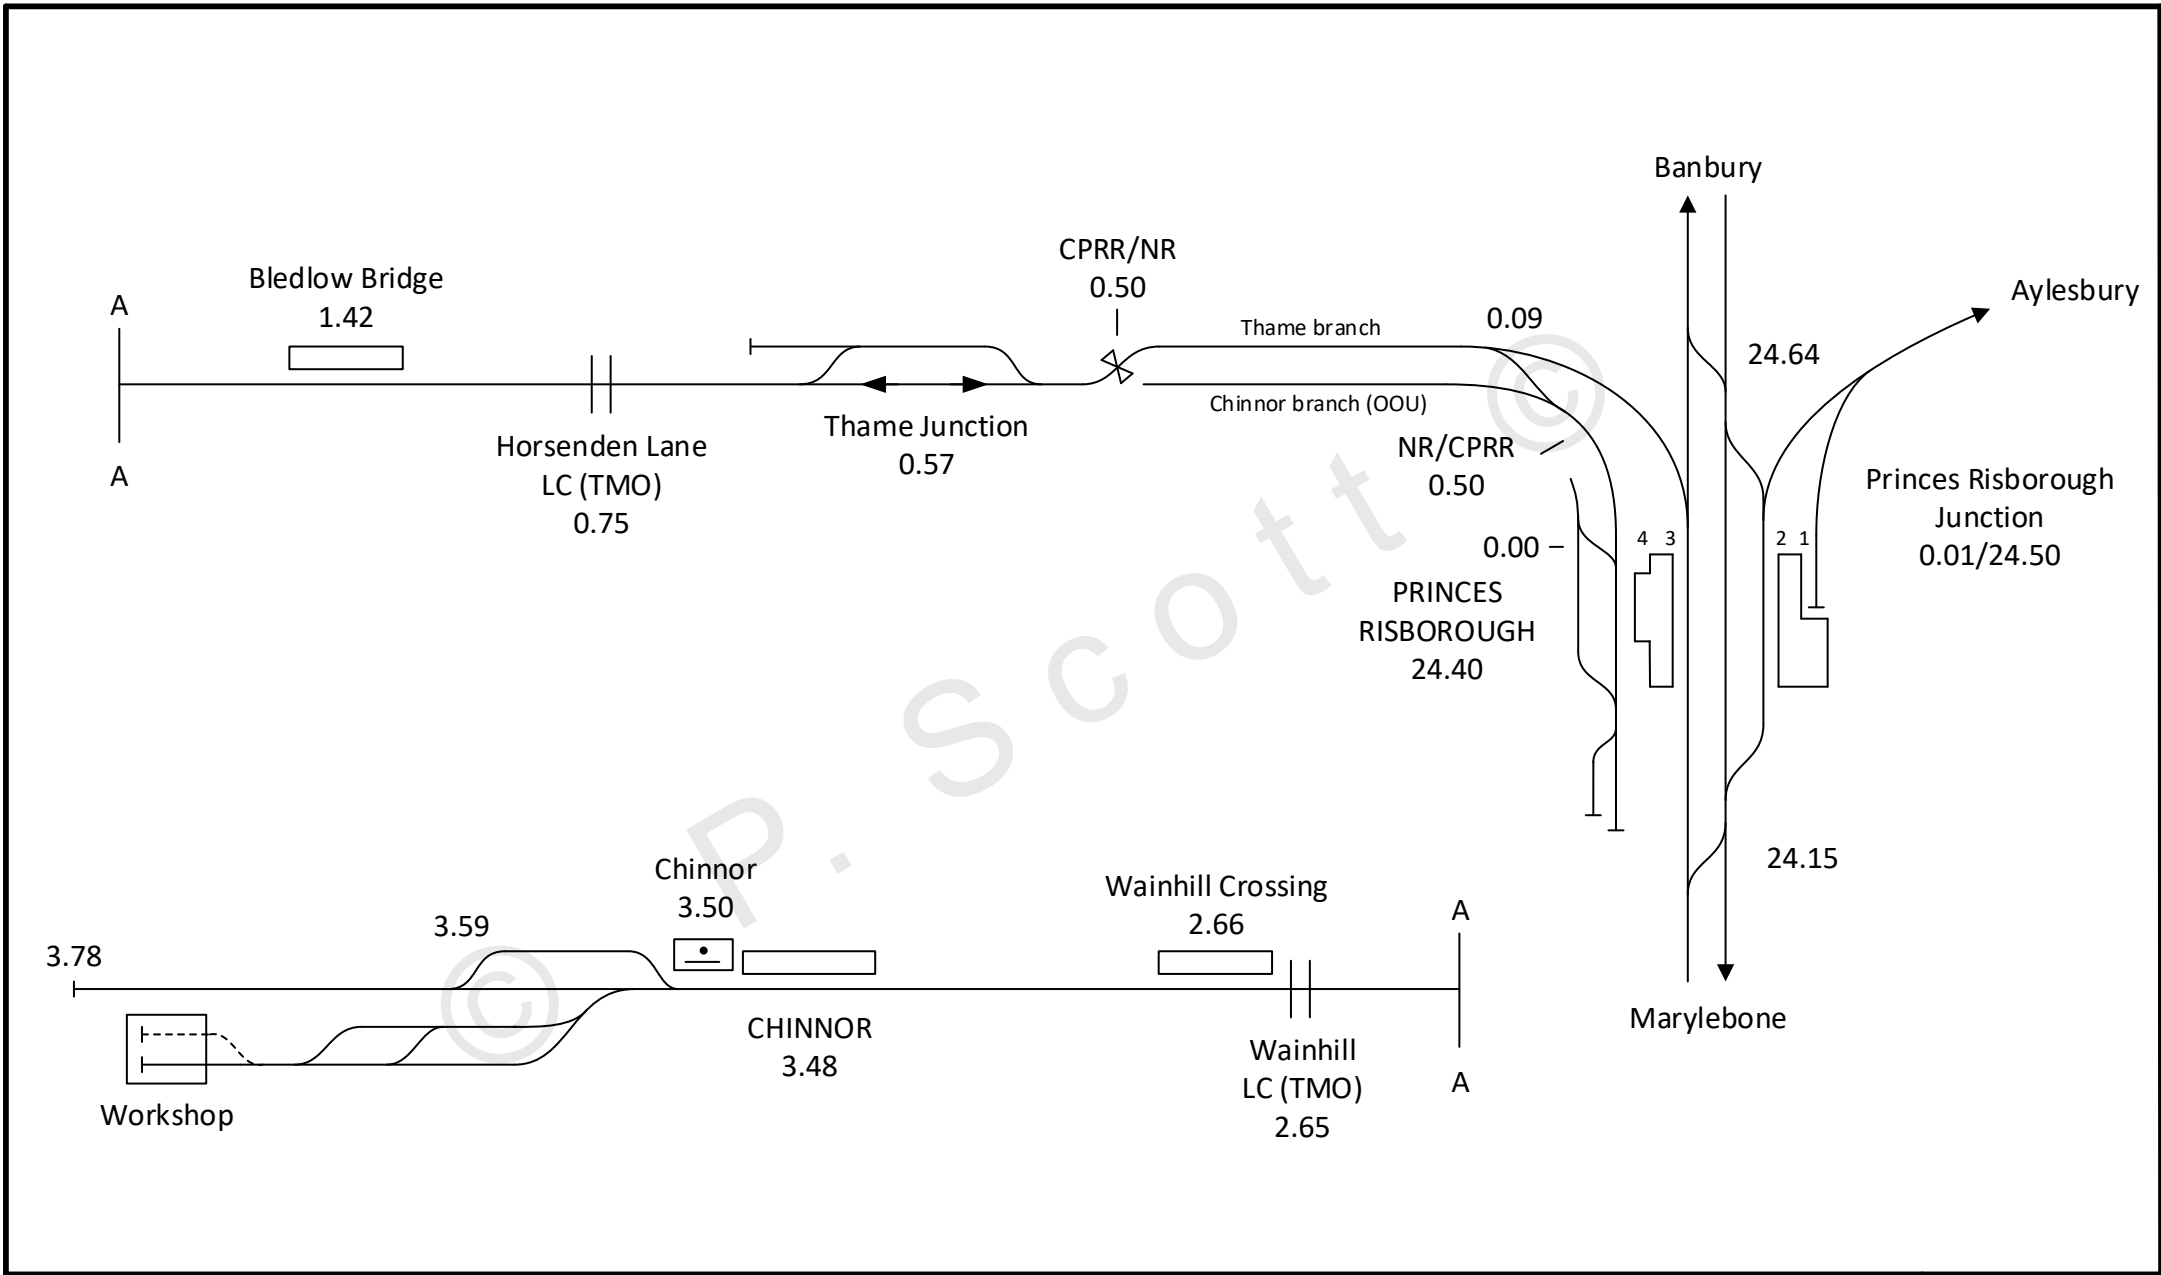 Banbury
CPRR/NR
0.50
Bledlow Bridge
1.42
A
Aylesbury
Thame branch
0.09
24.64
Chinnor branch (OOU)
Thame Junction
0.57
Horsenden Lane
LC (TMO)
0.75
A
NR/CPRR
0.50
Princes Risborough
Junction
0.01/24.50
4 3
2 1
0.00
PRINCES
RISBOROUGH
24.40
24.15
Chinnor
3.50
Wainhill Crossing
2.66
A
3.59
3.78
CHINNOR
3.48
Marylebone
Wainhill
LC (TMO)
2.65
A
Workshop
© P. Scott ©